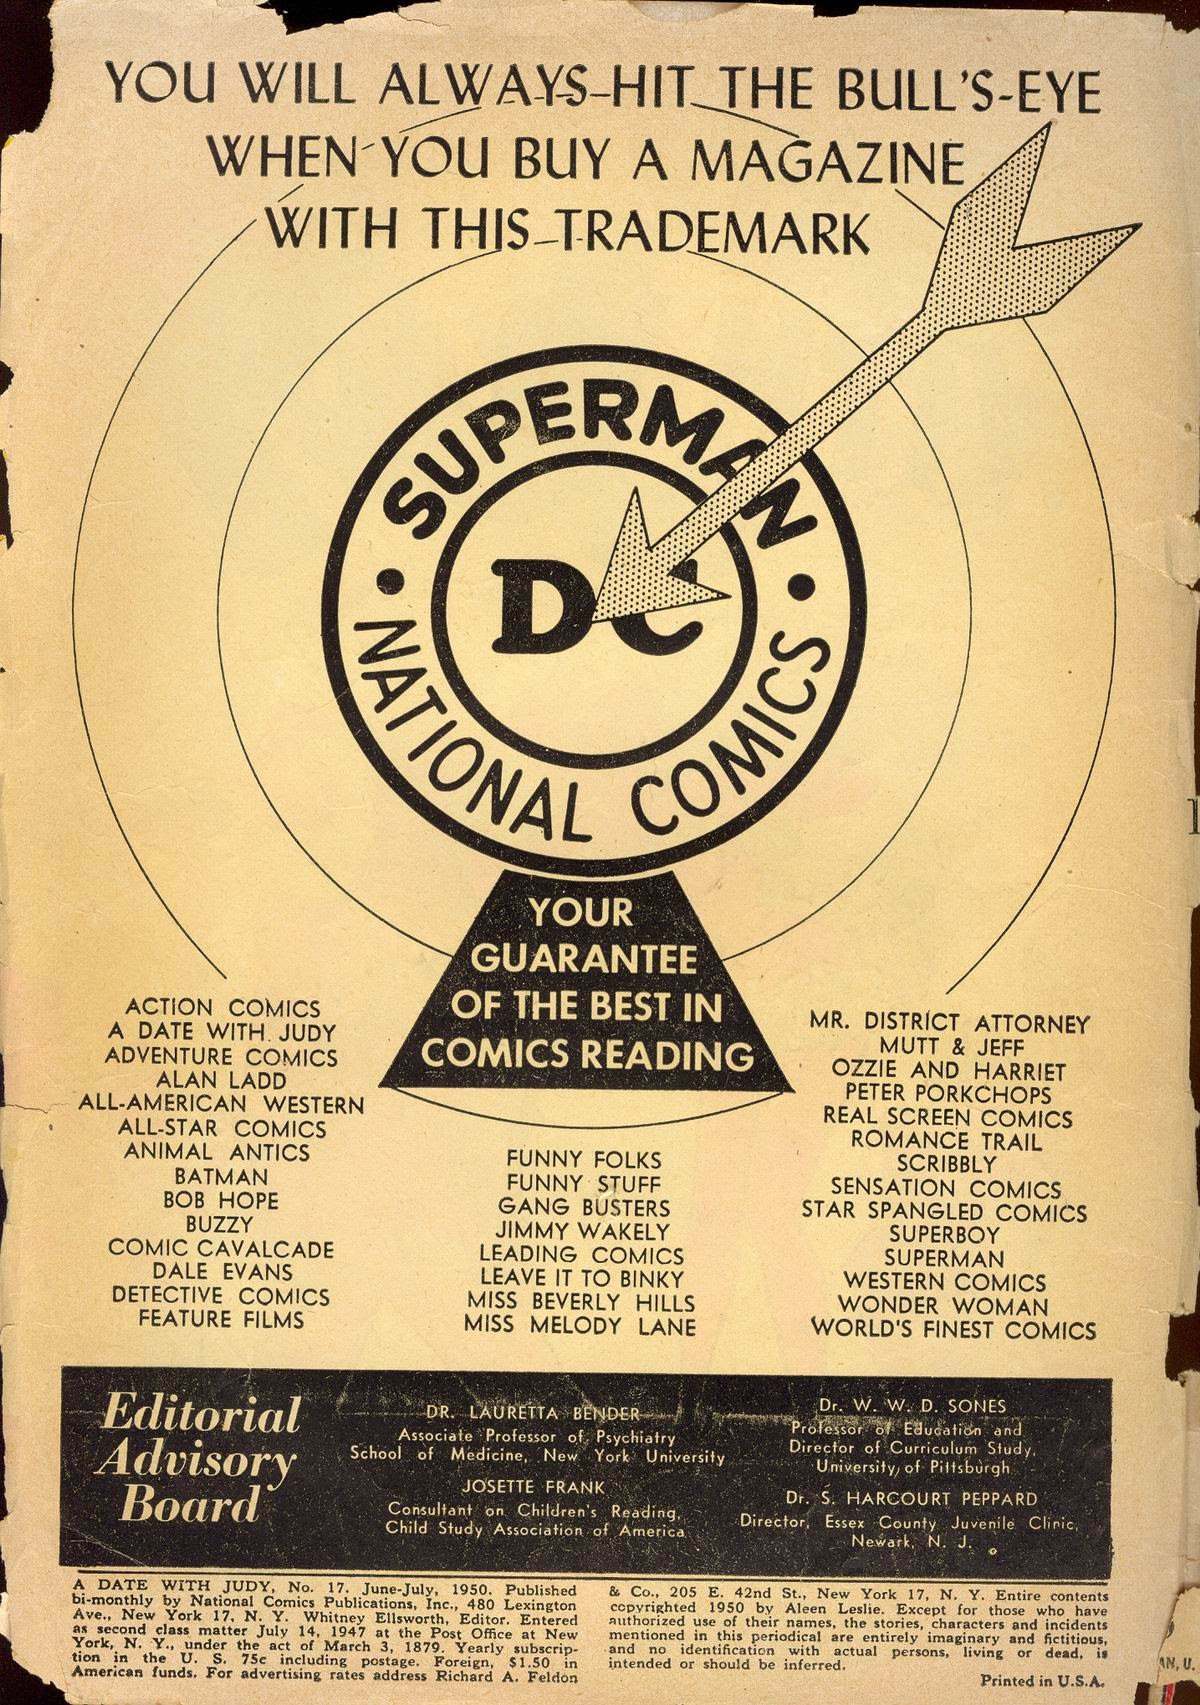 YOU WILL ALWAYS HIT THE BULL'S-EYE
WHEN YOU BUY A MAGAZINE
WITH THIS TRADEMARK
SUPERMAN
DC
NATIONAL COMICS
YOUR
GUARANTEE
OF THE BEST IN
COMICS READING
ACTION COMICS
A DATE WITH JUDY
ADVENTURE COMICS
ALAN LADD
ALL-AMERICAN WESTERN
ALL-STAR COMICS
ANIMAL ANTICS
BATMAN
BOB HOPE
BUZZY
COMIC CAVALCADE
DALE EVANS
DETECTIVE COMICS
FEATURE FILMS
FUNNY FOLKS
FUNNY STUFF
GANG BUSTERS
JIMMY WAKELY
LEADING COMICS
LEAVE IT TO BINKY
MISS BEVERLY HILLS
MISS MELODY LANE
MR. DISTRICT ATTORNEY
MUTT & JEFF
OZZIE AND HARRIET
PETER PORKCHOPS
REAL SCREEN COMICS
ROMANCE TRAIL
SCRIBBLY
SENSATION COMICS
STAR SPANGLED COMICS
SUPERBOY
SUPERMAN
WESTERN COMICS
WONDER WOMAN
WORLD'S FINEST COMICS
Editorial
Advisory
Board
DR. LAURETTA BENDER
Associate Professor of Psychiatry
School of Medicine, New York University
JOSETTE FRANK
Consultant on Children's Reading,
Child Study Association of America
Dr. W. W. D. SONES
Professor of Education and
Director of Curriculum Study,
University of Pittsburgh
Dr. S. HARCOURT PEPPARD
Director, Essex County Juvenile Clinic,
Newark, N. J.
A DATE WITH JUDY, No. 17. June-July, 1950. Published
bi-monthly by National Comics Publications, Inc., 480 Lexington
Ave., New York 17, N. Y. Whitney Ellsworth, Editor. Entered
as second class matter July 14, 1947 at the Post Office at New
York, N. Y., under the act of March 3, 1879. Yearly subscrip-
tion in the U. S. 75c including postage. Foreign, $1.50 in
American funds. For advertising rates address Richard A. Feldon
& Co., 205 E. 42nd St., New York 17, N. Y. Entire contents
copyrighted 1950 by Aleen Leslie. Except for those who have
authorized use of their names, the stories, characters and incidents
mentioned in this periodical are entirely imaginary and fictitious,
and no identification with actual persons, living or dead, is
intended or should be inferred.
Printed in U.S.A.